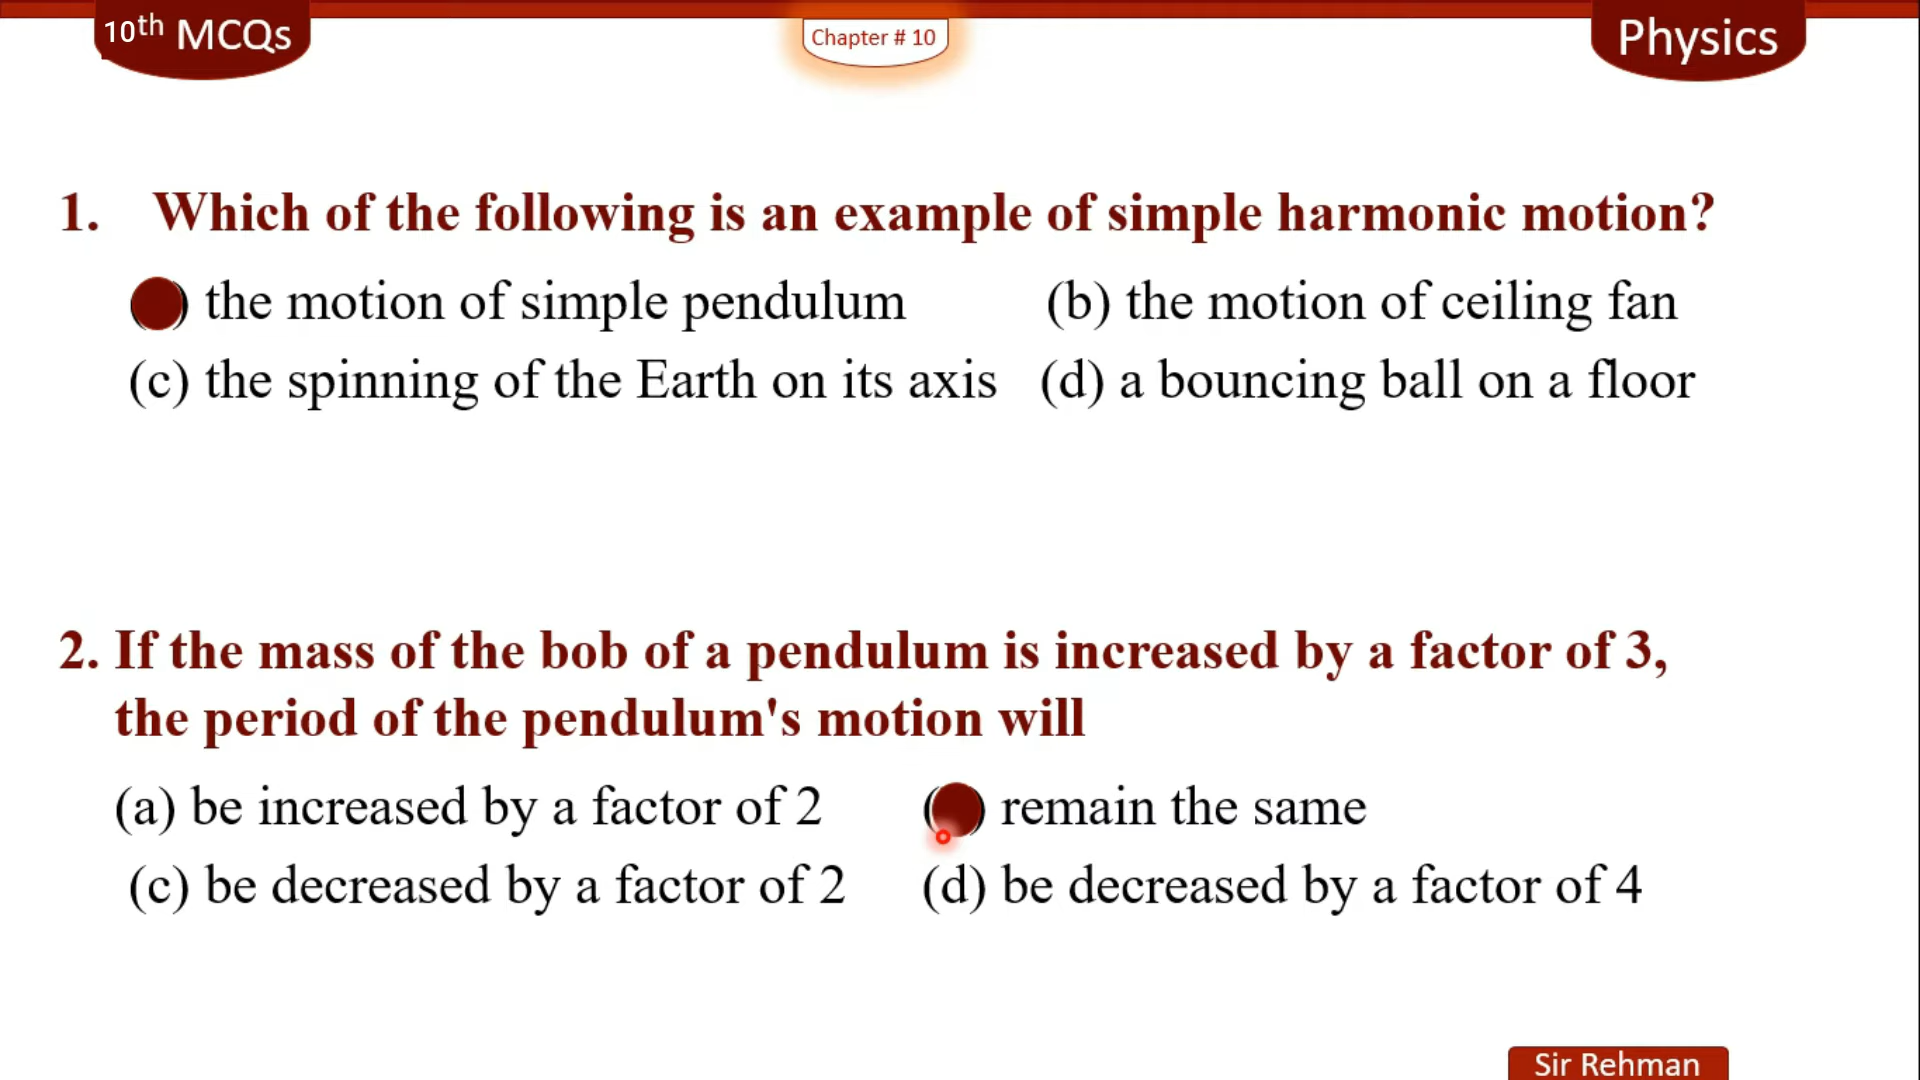 10th MCQs
Chapter # 10
Physics
1. Which of the following is an example of simple harmonic motion?
( ) the motion of simple pendulum (b) the motion of ceiling fan
(c) the spinning of the Earth on its axis (d) a bouncing ball on a floor
2. If the mass of the bob of a pendulum is increased by a factor of 3,
the period of the pendulum's motion will
(a) be increased by a factor of 2 ( ) remain the same
(c) be decreased by a factor of 2 (d) be decreased by a factor of 4
Sir Rehman